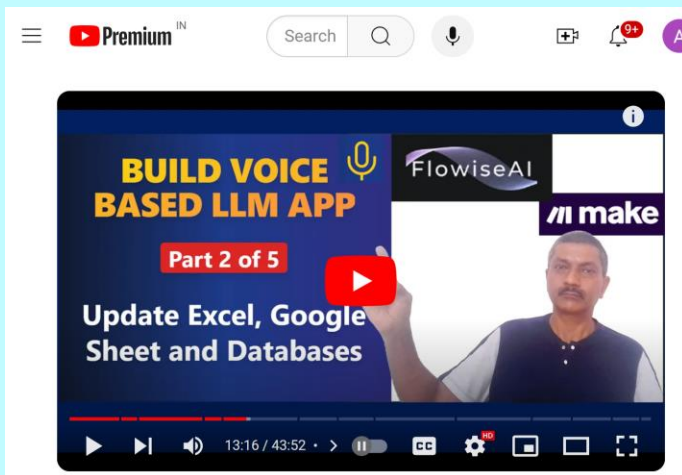 Premium IN
Search
9+
A
i
BUILD VOICE
BASED LLM APP
FlowiseAI
make
Part 2 of 5
Update Excel, Google
Sheet and Databases
13:16 / 43:52 • >
CC
HD